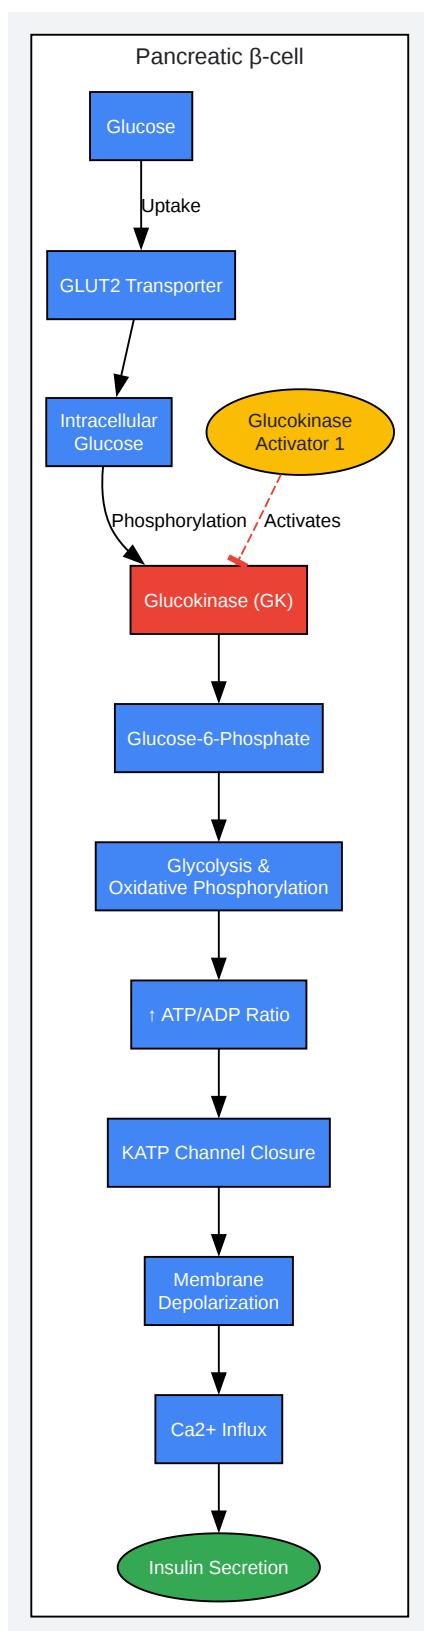 Pancreatic β-cell
Glucose
Uptake
GLUT2 Transporter
Intracellular
Glucose
Glucokinase
Activator 1
Phosphorylation
Activates
Glucokinase (GK)
Glucose-6-Phosphate
Glycolysis &
Oxidative Phosphorylation
↑ ATP/ADP Ratio
KATP Channel Closure
Membrane
Depolarization
Ca2+ Influx
Insulin Secretion